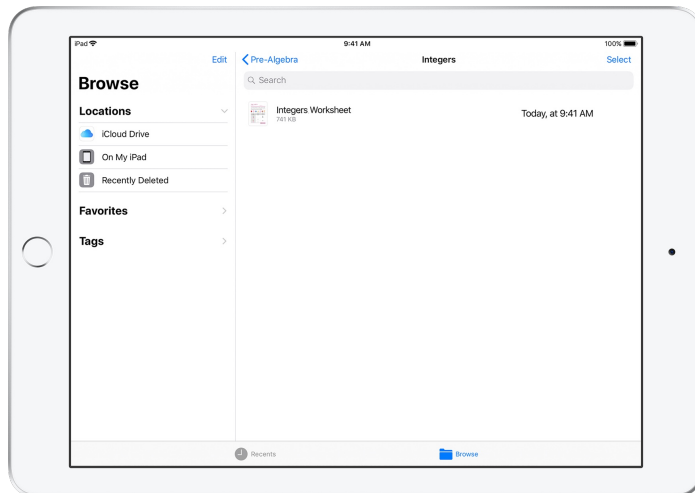 iPad
9:41 AM
100%
Edit
Browse
Locations
iCloud Drive
On My iPad
Recently Deleted
Favorites
Tags
Pre-Algebra
Integers
Select
Search
Integers Worksheet
741 KB
Today, at 9:41 AM
Recents
Browse